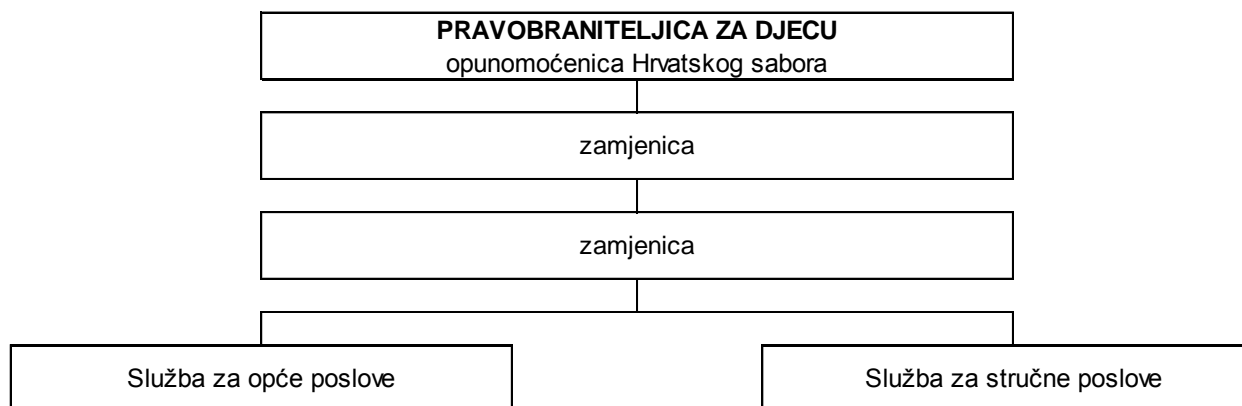 PRAVOBRANITELJICA ZA DJECU
opunomoćenica Hrvatskog sabora
zamjenica
zamjenica
Služba za opće poslove
Služba za stručne poslove